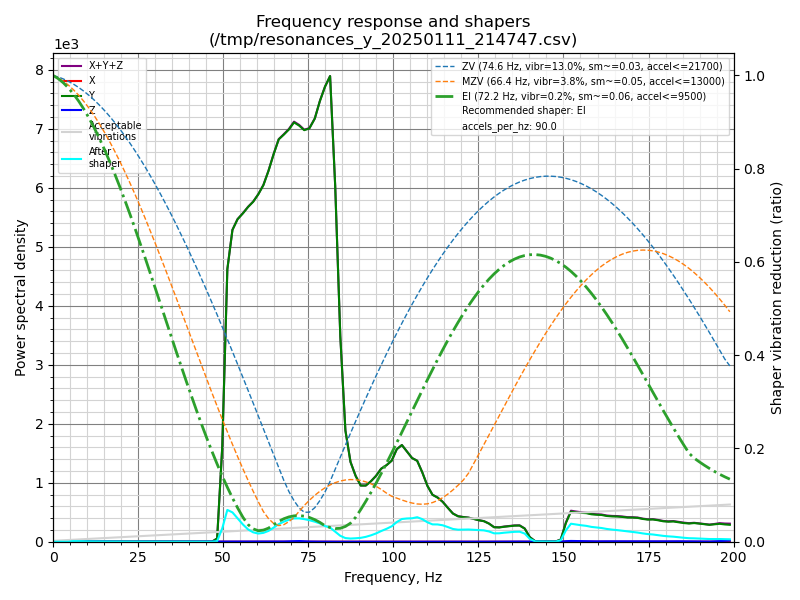 Frequency response and shapers
(/tmp/resonances_y_20250111_214747.csv)
1e3
X+Y+Z
X
Y
Z
Acceptable
vibrations
After
shaper
ZV (74.6 Hz, vibr=13.0%, sm~=0.03, accel<=21700)
MZV (66.4 Hz, vibr=3.8%, sm~=0.05, accel<=13000)
EI (72.2 Hz, vibr=0.2%, sm~=0.06, accel<=9500)
Recommended shaper: EI
accels_per_hz: 90.0
8
7
6
5
4
3
2
1
0
Power spectral density
1.0
0.8
0.6
0.4
0.2
0.0
Shaper vibration reduction (ratio)
0 25 50 75 100 125 150 175 200
Frequency, Hz